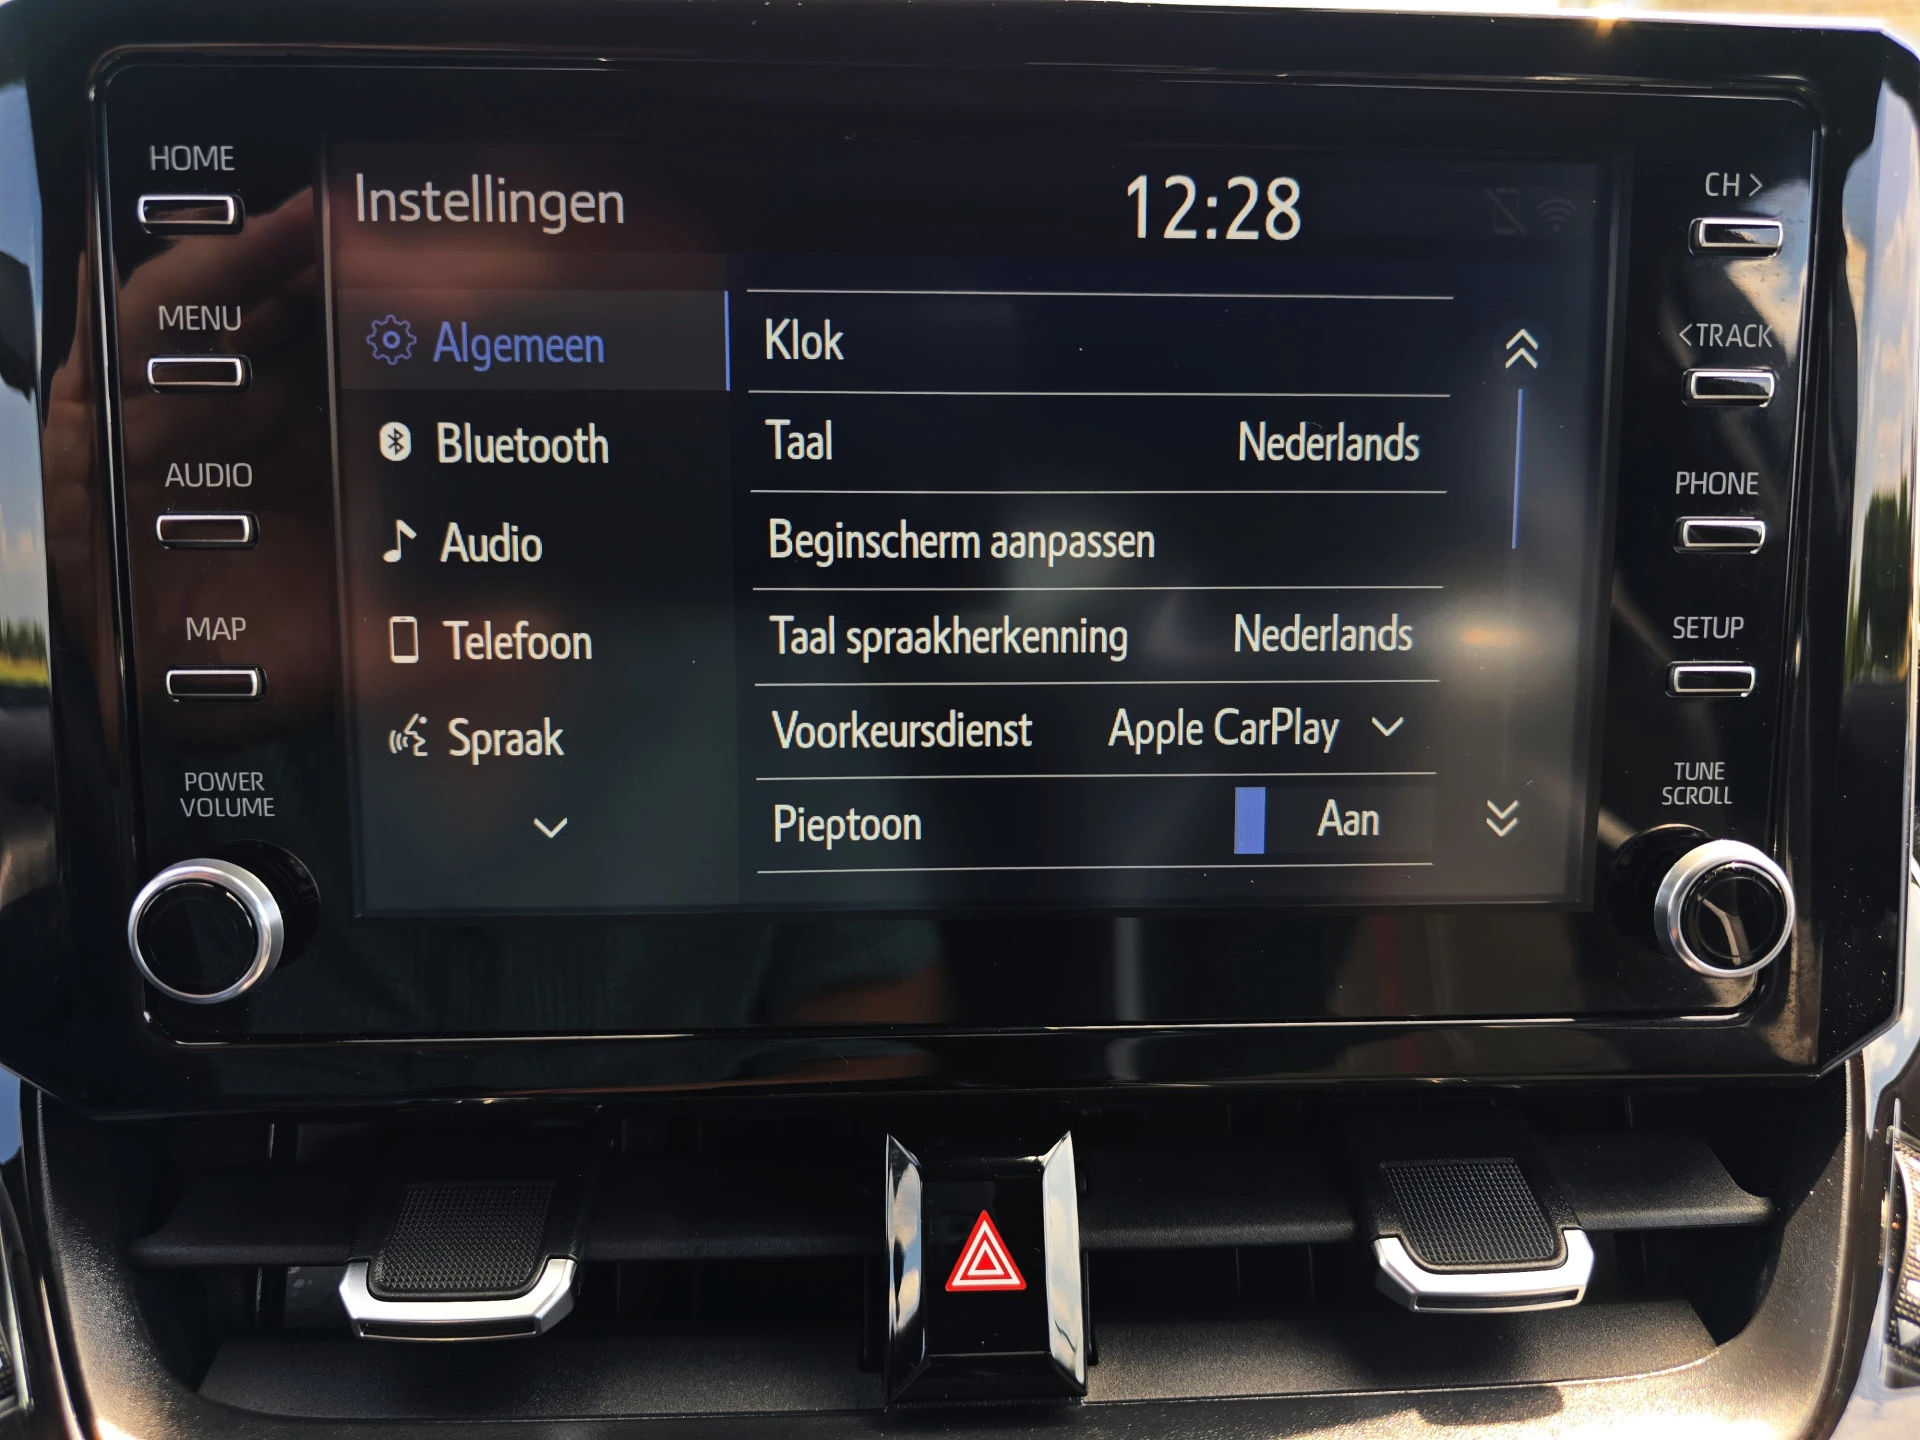 HOME
MENU
AUDIO
MAP
POWER
VOLUME
Instellingen
12:28
Algemeen
Bluetooth
Audio
Telefoon
Spraak
Klok
Taal Nederlands
Beginscherm aanpassen
Taal spraakherkenning Nederlands
Voorkeursdienst Apple CarPlay
Pieptoon Aan
CH >
< TRACK
PHONE
SETUP
TUNE
SCROLL